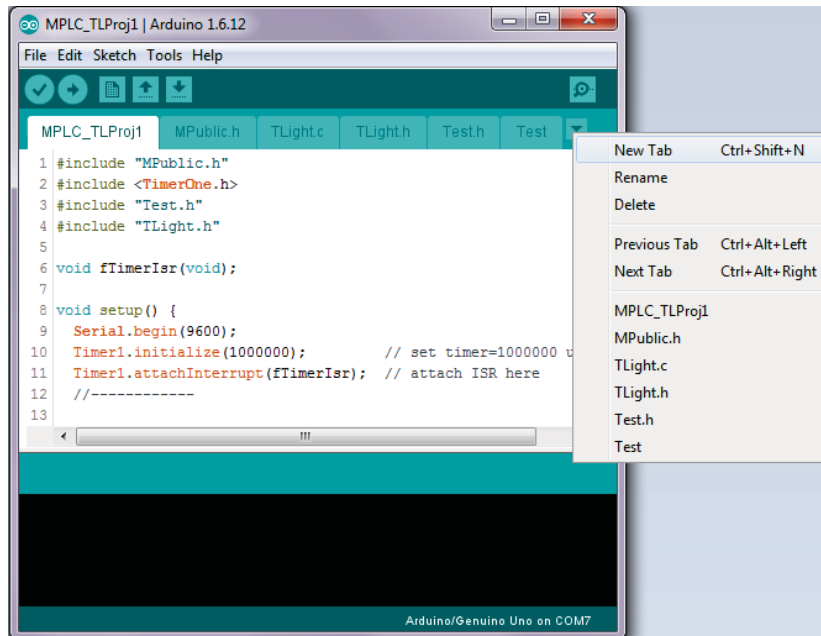 MPLC_TLProj1 | Arduino 1.6.12
File Edit Sketch Tools Help
MPLC_TLProj1 MPublic.h TLight.c TLight.h Test.h Test
1 #include "MPublic.h"
2 #include <TimerOne.h>
3 #include "Test.h"
4 #include "TLight.h"
5
6 void fTimerIsr(void);
7
8 void setup() {
9 Serial.begin(9600);
10 Timer1.initialize(1000000); // set timer=1000000 u
11 Timer1.attachInterrupt(fTimerIsr); // attach ISR here
12 //------------
13
Arduino/Genuino Uno on COM7
New Tab Ctrl+Shift+N
Rename
Delete
Previous Tab Ctrl+Alt+Left
Next Tab Ctrl+Alt+Right
MPLC_TLProj1
MPublic.h
TLight.c
TLight.h
Test.h
Test